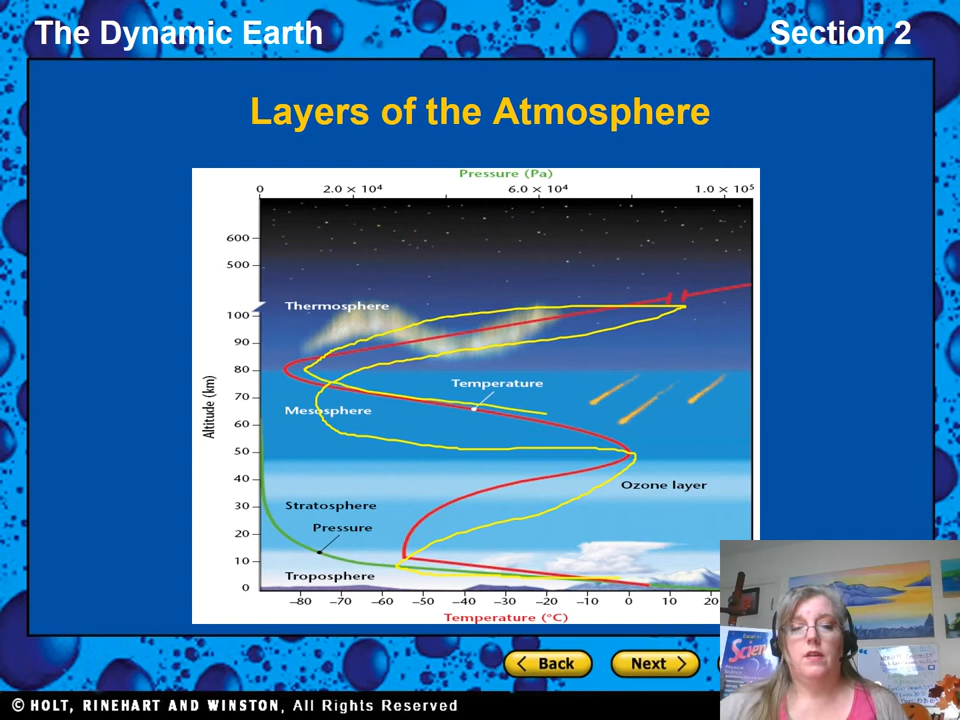 The Dynamic Earth
Section 2
Layers of the Atmosphere
Pressure (Pa)
0 2.0 × 10⁴ 6.0 × 10⁴ 1.0 × 10⁵
600
500
Thermosphere
100
90
80
Temperature
70
Mesosphere
60
50
40
Ozone layer
30
Stratosphere
Pressure
20
10
Troposphere
0
Altitude (km)
–80 –70 –60 –50 –40 –30 –20 –10 0 10 20
Temperature (°C)
Back
Next
© HOLT, RINEHART AND WINSTON, All Rights Reserved